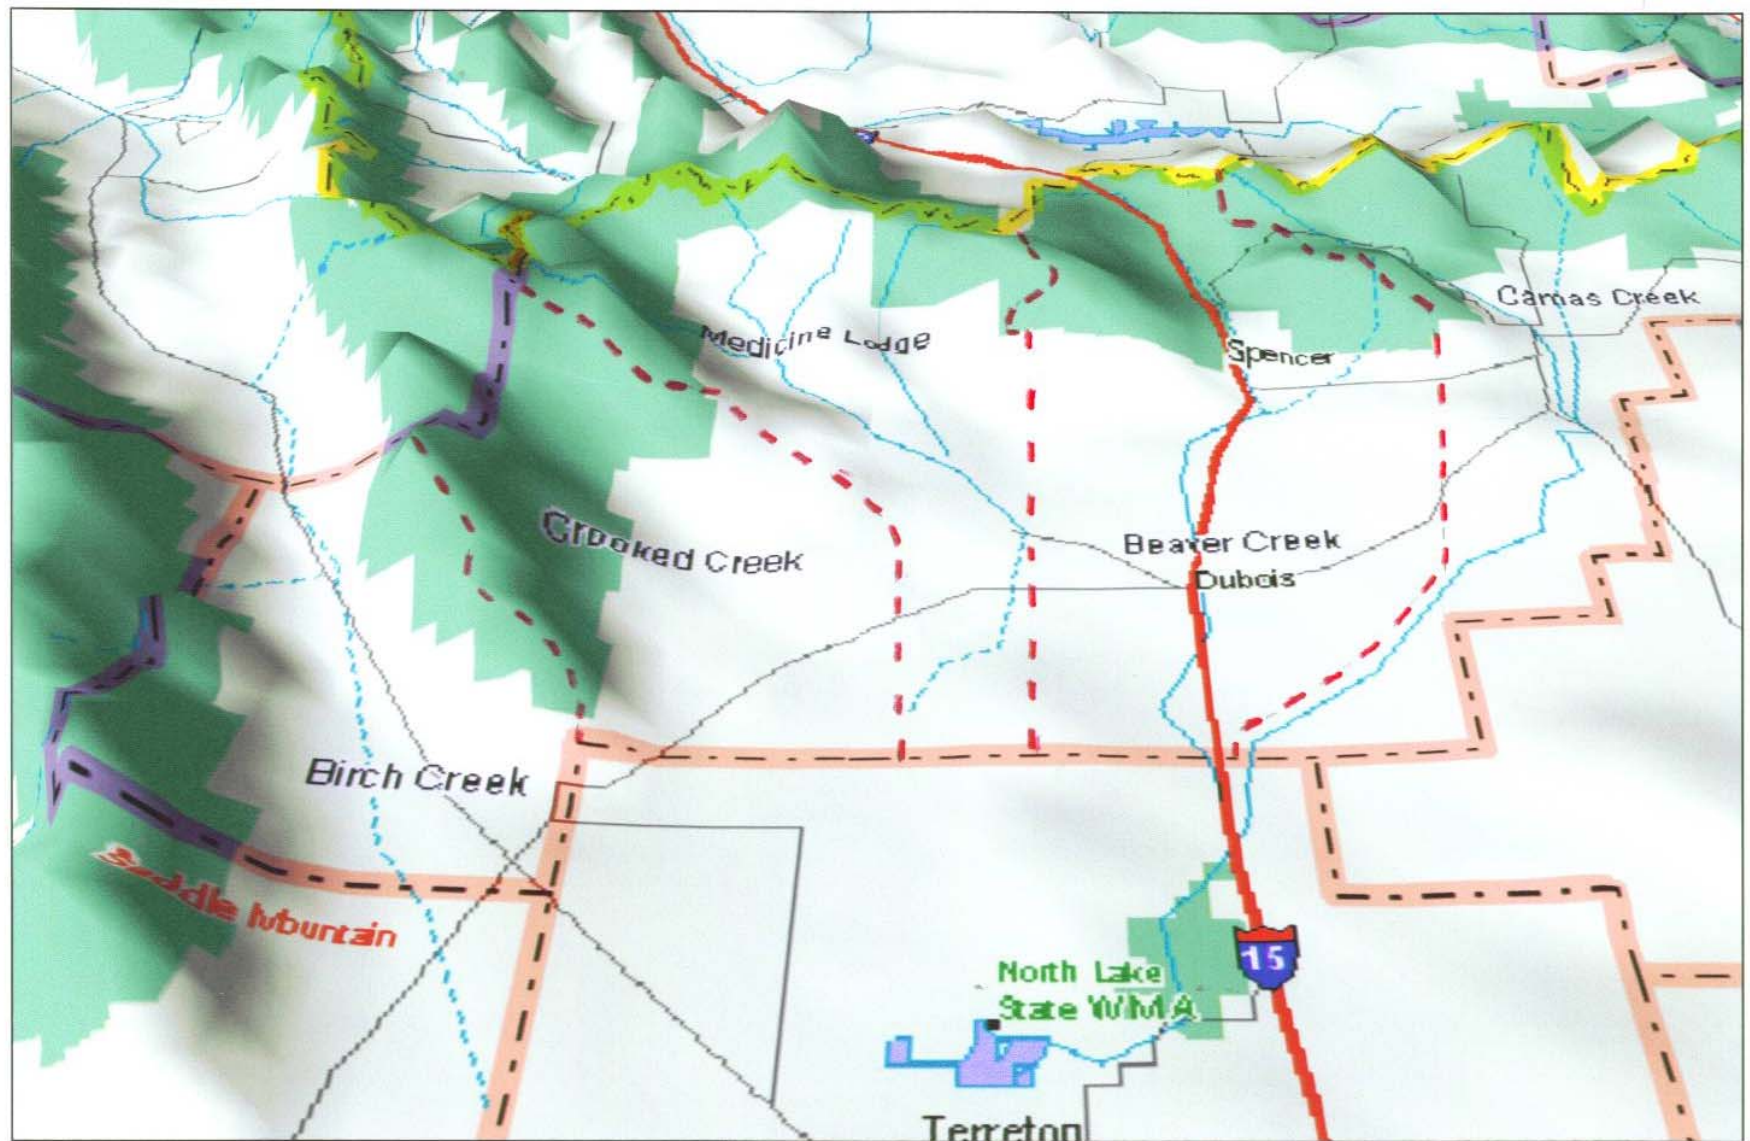 Camas Creek
Medicine Lodge
Spencer
Crooked Creek
Beaver Creek
Dubois
Birch Creek
Saddle Mountain
15
North Lake
State WMA
Terreton